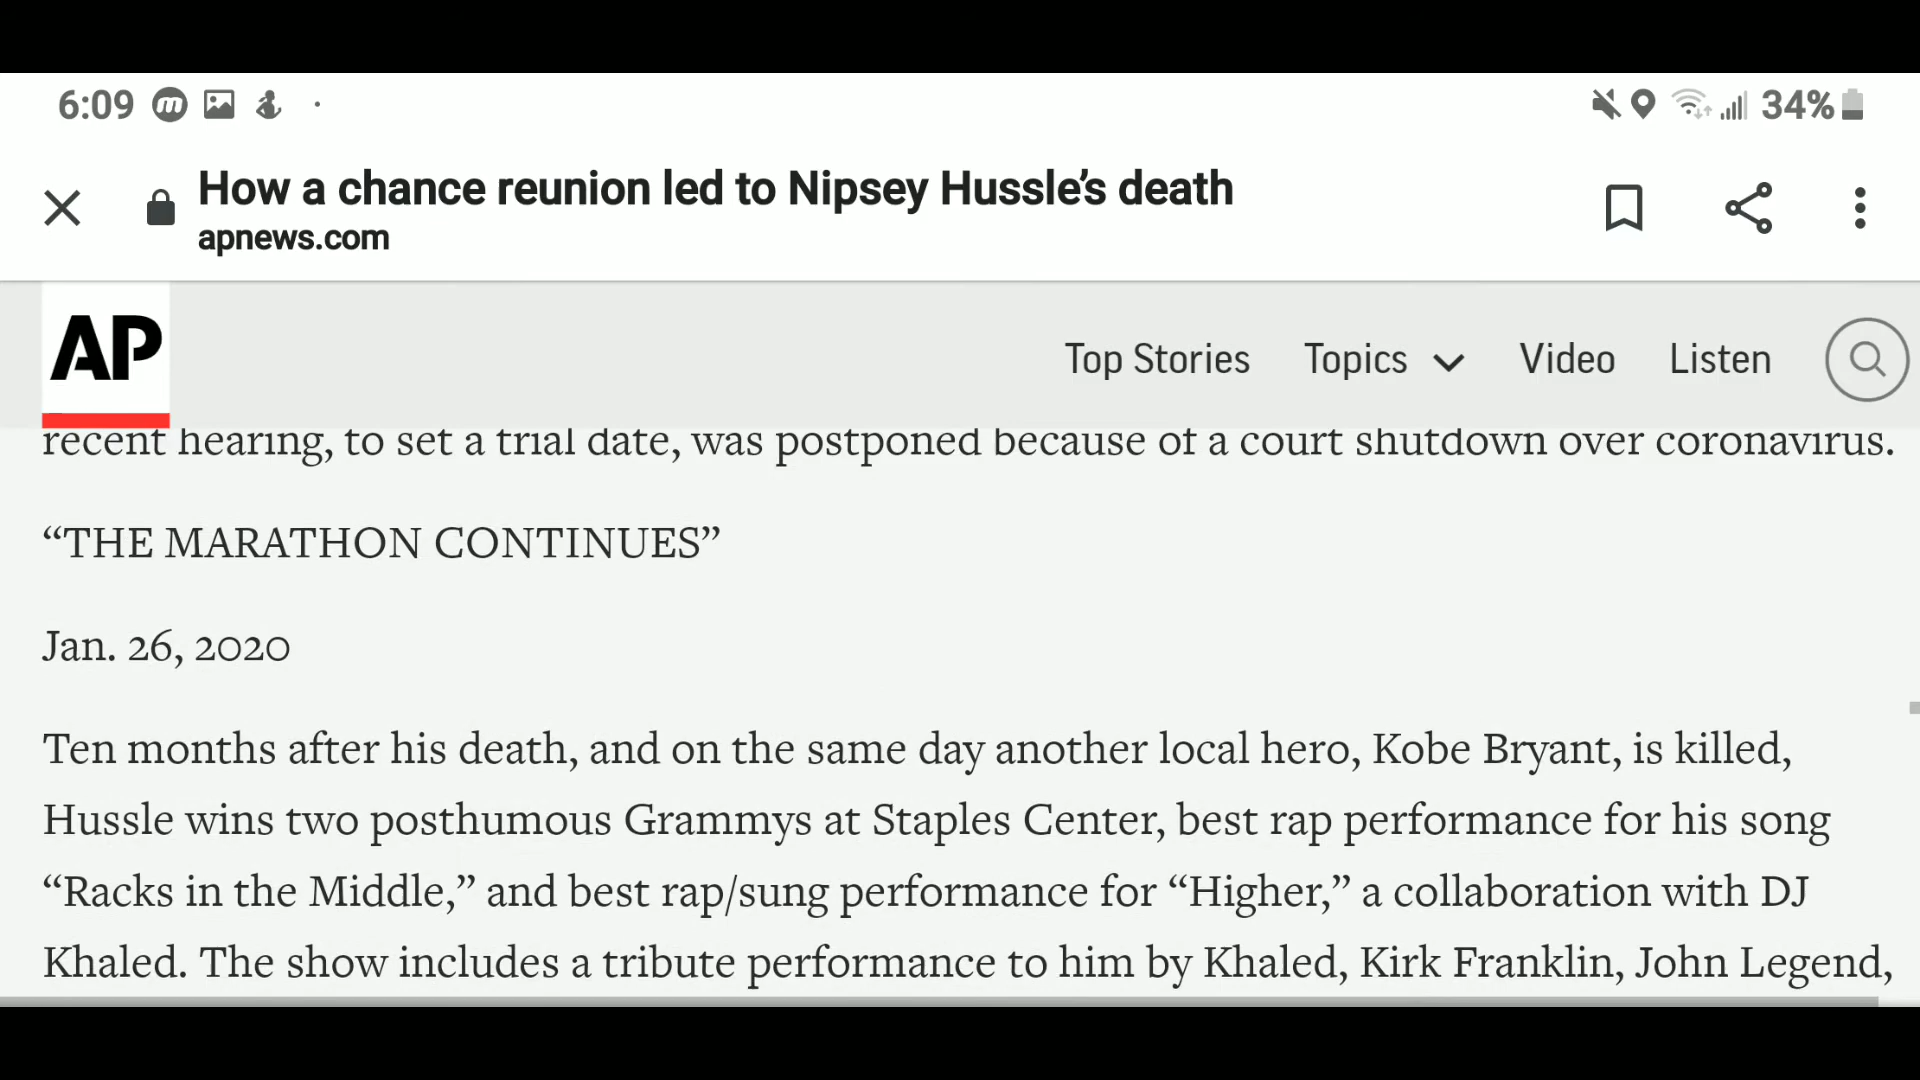 6:09
34%
How a chance reunion led to Nipsey Hussle’s death
apnews.com
AP
Top Stories Topics Video Listen
recent hearing, to set a trial date, was postponed because of a court shutdown over coronavirus.
“THE MARATHON CONTINUES”
Jan. 26, 2020
Ten months after his death, and on the same day another local hero, Kobe Bryant, is killed,
Hussle wins two posthumous Grammys at Staples Center, best rap performance for his song
“Racks in the Middle,” and best rap/sung performance for “Higher,” a collaboration with DJ
Khaled. The show includes a tribute performance to him by Khaled, Kirk Franklin, John Legend,